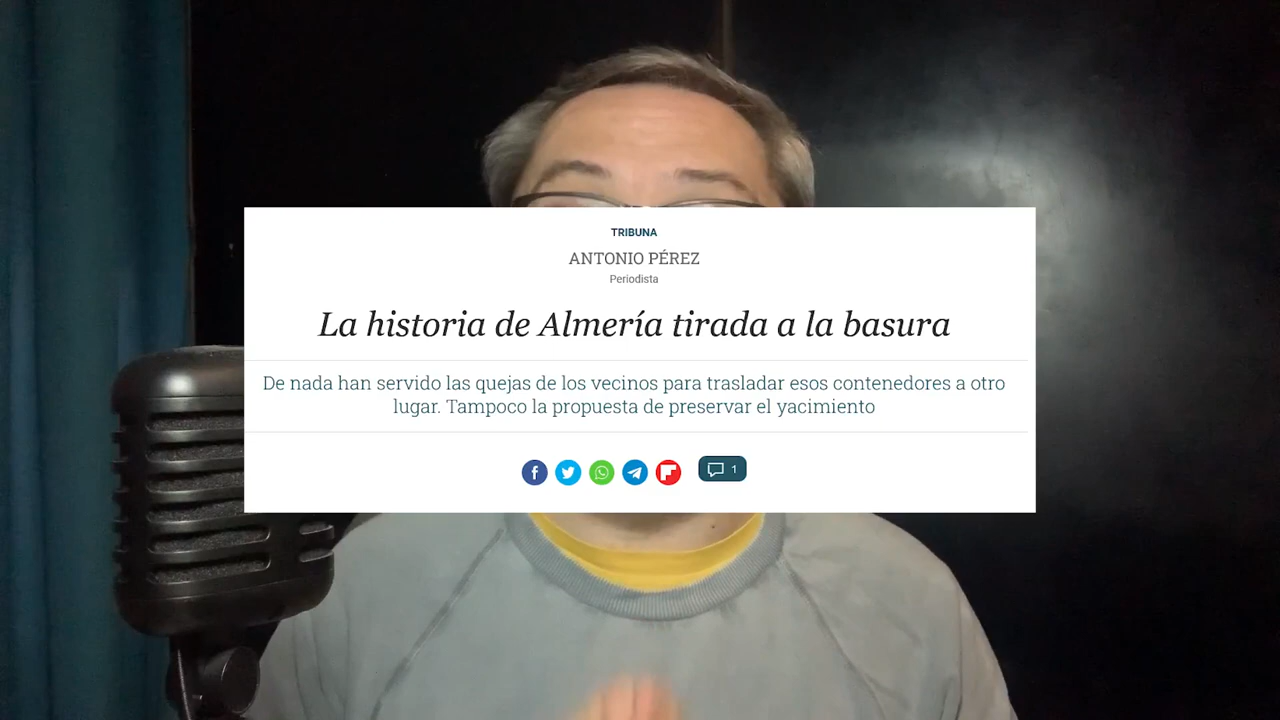 TRIBUNA
ANTONIO PÉREZ
Periodista
La historia de Almería tirada a la basura
De nada han servido las quejas de los vecinos para trasladar esos contenedores a otro
lugar. Tampoco la propuesta de preservar el yacimiento
1